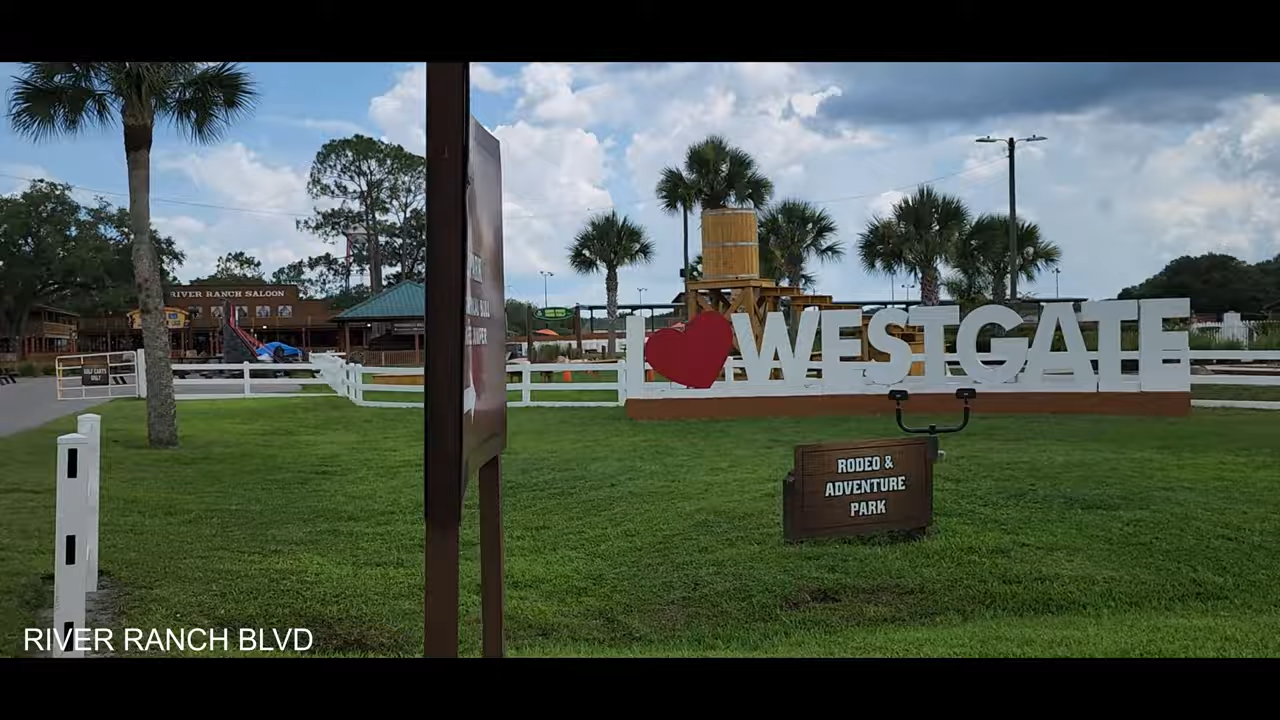 RIVER RANCH SALOON
I WESTGATE
GOLF CARTS
ONLY
RODEO &
ADVENTURE
PARK
RIVER RANCH BLVD